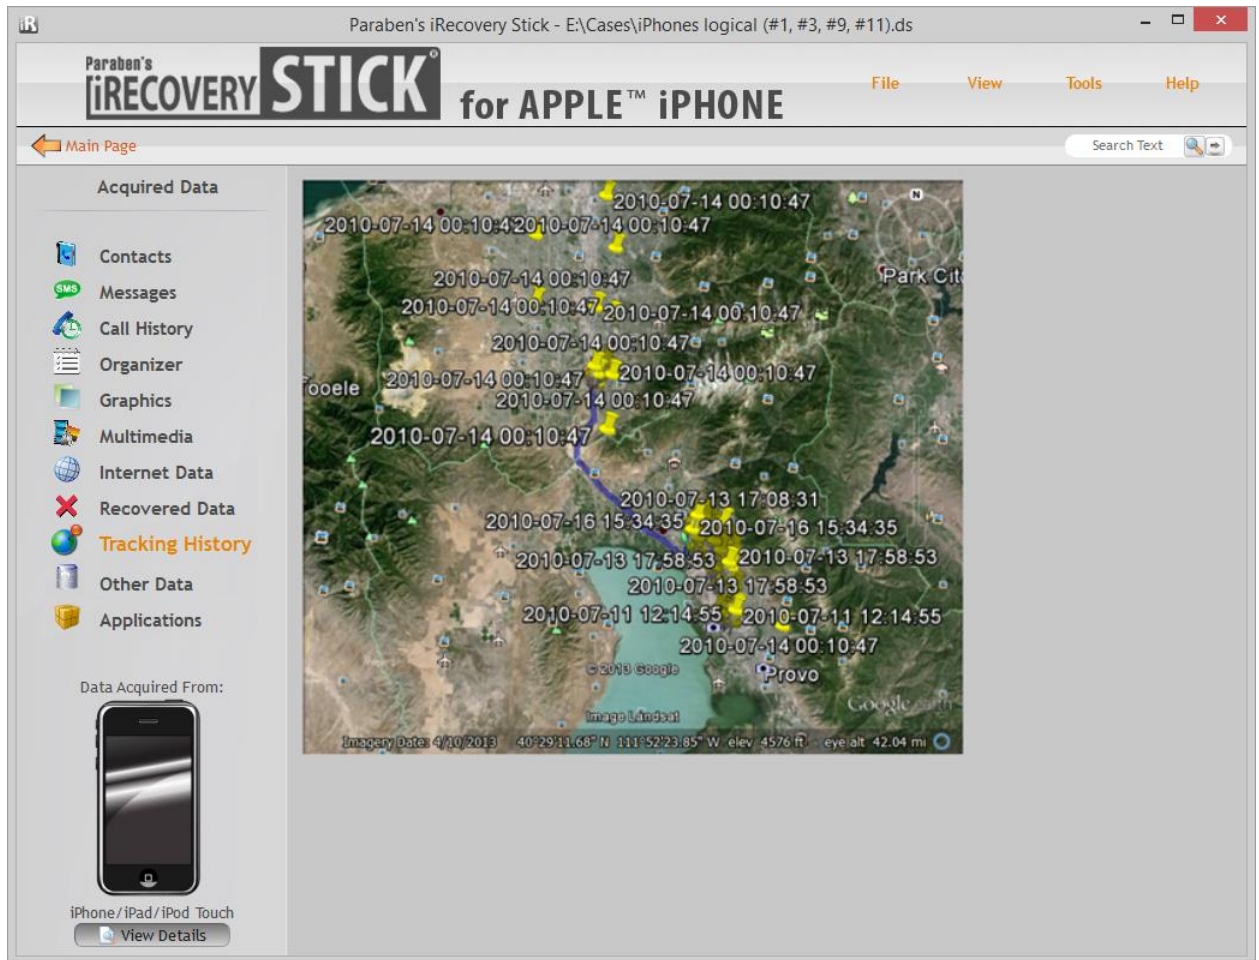 iR Paraben's iRecovery Stick - E:\Cases\iPhones logical (#1, #3, #9, #11).ds
Paraben's
iRECOVERY STICK® for APPLE™ iPHONE
File View Tools Help
Main Page
Search Text
Acquired Data
Contacts
SMS Messages
Call History
Organizer
Graphics
Multimedia
Internet Data
Recovered Data
Tracking History
Other Data
Applications
Data Acquired From:
iPhone/iPad/iPod Touch
View Details
N
2010-07-14 00:10:47
2010-07-14 00:10:47 2010-07-14 00:10:47
Park Cit
2010-07-14 00:10:47
2010-07-14 00:10:47 2010-07-14 00:10:47
2010-07-14 00:10:47
ooele 2010-07-14 00:10:47 2010-07-14 00:10:47
2010-07-14 00:10:47
2010-07-14 00:10:47
2010-07-13 17:08:31
2010-07-16 15:34:35 2010-07-16 15:34:35
2010-07-13 17:58:53 2010-07-13 17:58:53
2010-07-13 17:58:53
2010-07-11 12:14:55 2010-07-11 12:14:55
2010-07-14 00:10:47
© 2013 Google
Provo
Image Landsat
Google earth
Imagery Date: 4/10/2013 40°29'11.68" N 111°52'23.85" W elev 4576 ft eye alt 42.04 mi